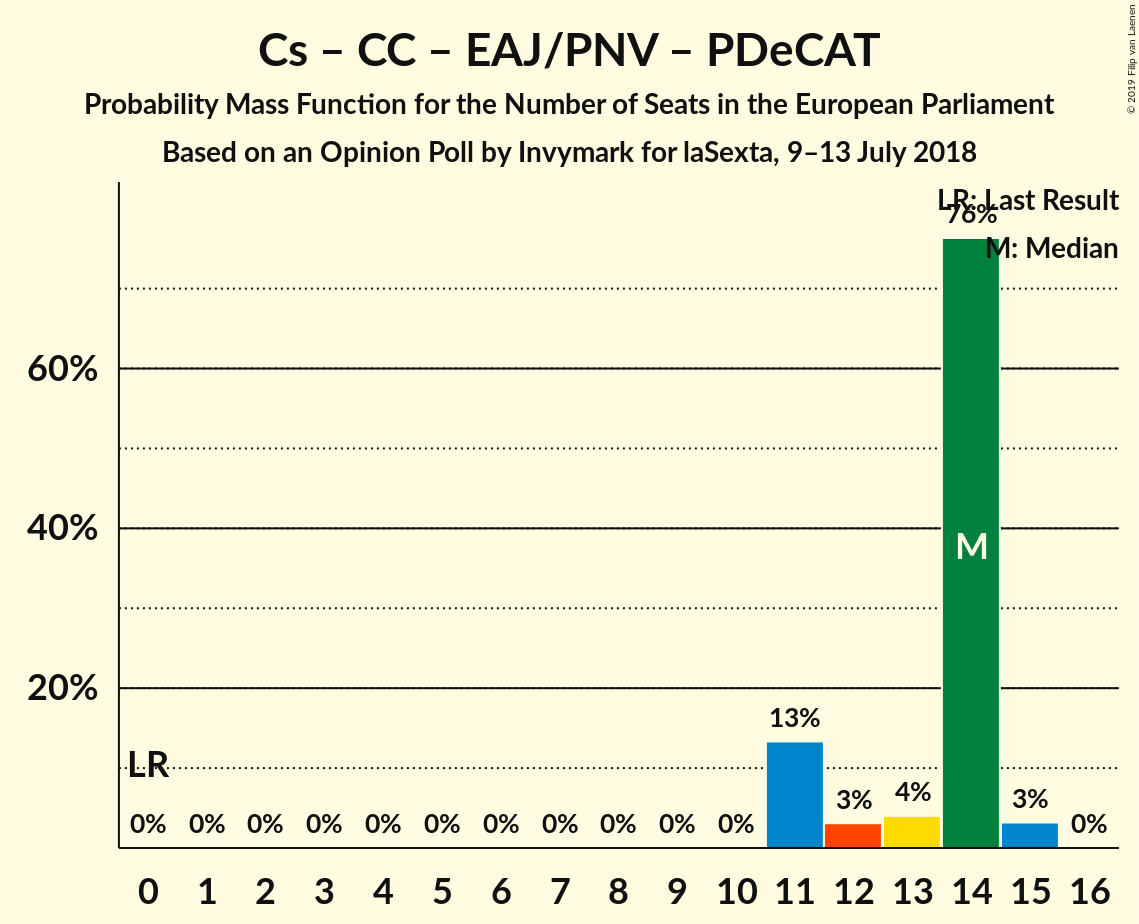 Cs – CC – EAJ/PNV – PDeCAT
Probability Mass Function for the Number of Seats in the European Parliament
Based on an Opinion Poll by Invymark for laSexta, 9–13 July 2018
© 2019 Filip van Laenen
LR: Last Result
M: Median
76%
60%
40%
20%
M
LR
0% 0% 0% 0% 0% 0% 0% 0% 0% 0% 0% 13% 3% 4% 3% 0%
0 1 2 3 4 5 6 7 8 9 10 11 12 13 14 15 16